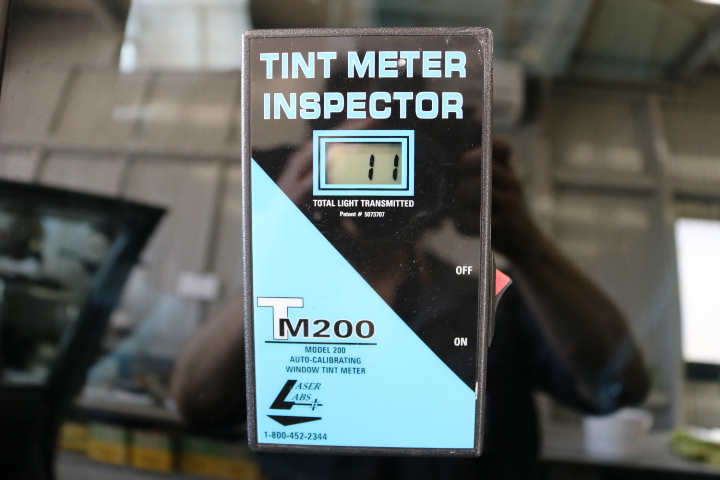 TINT METER
INSPECTOR
11
TOTAL LIGHT TRANSMITTED
Patent # 5073707
OFF
ON
TM200
MODEL 200
AUTO-CALIBRATING
WINDOW TINT METER
LASER
LABS
1-800-452-2344